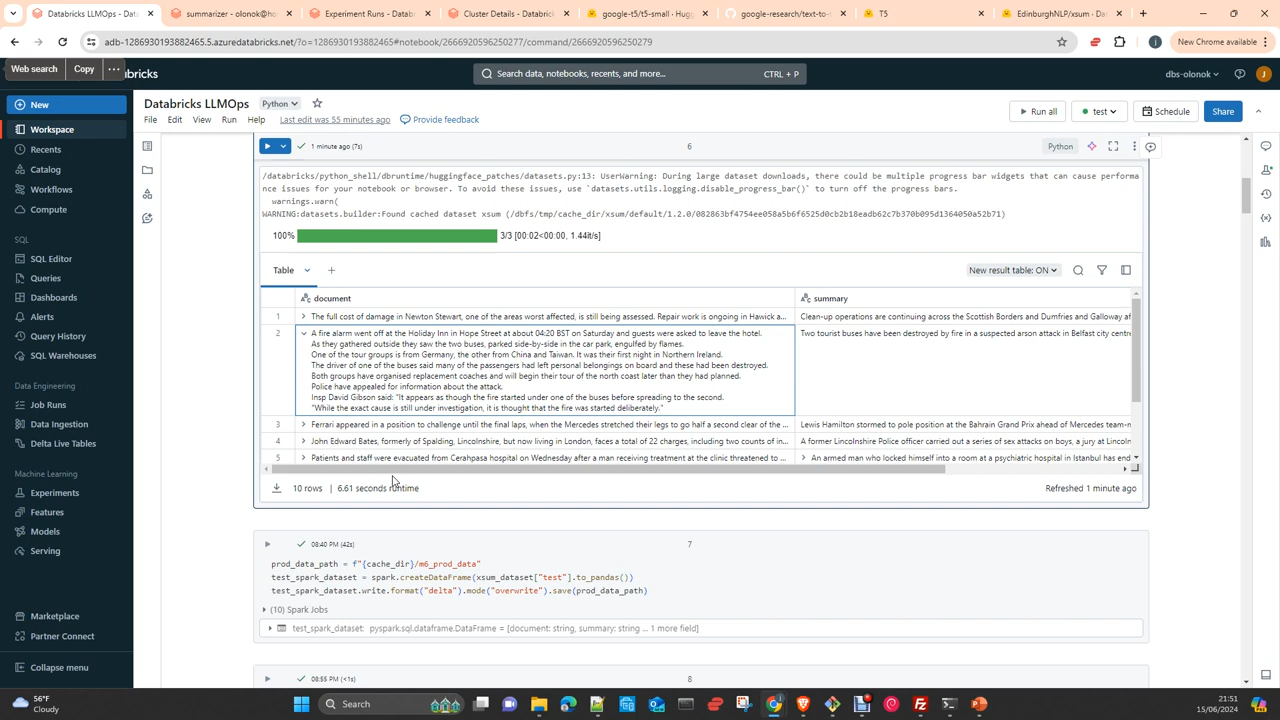 Databricks LLMOps - Data
summarizer - olonok@ho
Experiment Runs - Datab
Cluster Details - Databric
google-t5/t5-small · Hugg
google-research/text-to-
T5
EdinburghNLP/xsum · Da
adb-1286930193882465.5.azuredatabricks.net/?o=1286930193882465#notebook/2666920596250277/command/2666920596250279
New Chrome available
Web search
Copy
bricks
Search data, notebooks, recents, and more...
CTRL + P
dbs-olonok
J
New
Workspace
Recents
Catalog
Workflows
Compute
SQL
SQL Editor
Queries
Dashboards
Alerts
Query History
SQL Warehouses
Data Engineering
Job Runs
Data Ingestion
Delta Live Tables
Machine Learning
Experiments
Features
Models
Serving
Marketplace
Partner Connect
Collapse menu
Databricks LLMOps
Python
File Edit View Run Help
Last edit was 55 minutes ago
Provide feedback
Run all
test
Schedule
Share
1 minute ago (7s)
6
Python
/databricks/python_shell/dbruntime/huggingface_patches/datasets.py:13: UserWarning: During large dataset downloads, there could be multiple progress bar widgets that can cause performa
nce issues for your notebook or browser. To avoid these issues, use `datasets.utils.logging.disable_progress_bar()` to turn off the progress bars.
warnings.warn(
WARNING:datasets.builder:Found cached dataset xsum (/dbfs/tmp/cache_dir/xsum/default/1.2.0/082863bf4754ee058a5b6f6525d0cb2b18eadb62c7b370b095d1364050a52b71)
100% 3/3 [00:02<00:00, 1.44it/s]
Table
New result table: ON
document
summary
1 The full cost of damage in Newton Stewart, one of the areas worst affected, is still being assessed. Repair work is ongoing in Hawick a...
Clean-up operations are continuing across the Scottish Borders and Dumfries and Galloway af
2 A fire alarm went off at the Holiday Inn in Hope Street at about 04:20 BST on Saturday and guests were asked to leave the hotel.
Two tourist buses have been destroyed by fire in a suspected arson attack in Belfast city centre
As they gathered outside they saw the two buses, parked side-by-side in the car park, engulfed by flames.
One of the tour groups is from Germany, the other from China and Taiwan. It was their first night in Northern Ireland.
The driver of one of the buses said many of the passengers had left personal belongings on board and these had been destroyed.
Both groups have organised replacement coaches and will begin their tour of the north coast later than they had planned.
Police have appealed for information about the attack.
Insp David Gibson said: "It appears as though the fire started under one of the buses before spreading to the second.
"While the exact cause is still under investigation, it is thought that the fire was started deliberately."
3 Ferrari appeared in a position to challenge until the final laps, when the Mercedes stretched their legs to go half a second clear of the ...
Lewis Hamilton stormed to pole position at the Bahrain Grand Prix ahead of Mercedes team-m
4 John Edward Bates, formerly of Spalding, Lincolnshire, but now living in London, faces a total of 22 charges, including two counts of in...
A former Lincolnshire Police officer carried out a series of sex attacks on boys, a jury at Lincoln
5 Patients and staff were evacuated from Cerahpasa hospital on Wednesday after a man receiving treatment at the clinic threatened to ...
An armed man who locked himself into a room at a psychiatric hospital in Istanbul has end
10 rows | 6.61 seconds runtime
Refreshed 1 minute ago
08:40 PM (42s)
7
prod_data_path = f"{cache_dir}/m6_prod_data"
test_spark_dataset = spark.createDataFrame(xsum_dataset["test"].to_pandas())
test_spark_dataset.write.format("delta").mode("overwrite").save(prod_data_path)
(10) Spark Jobs
test_spark_dataset: pyspark.sql.dataframe.DataFrame = [document: string, summary: string ... 1 more field]
08:55 PM (<1s)
8
56°F
Cloudy
Search
21:51
15/06/2024